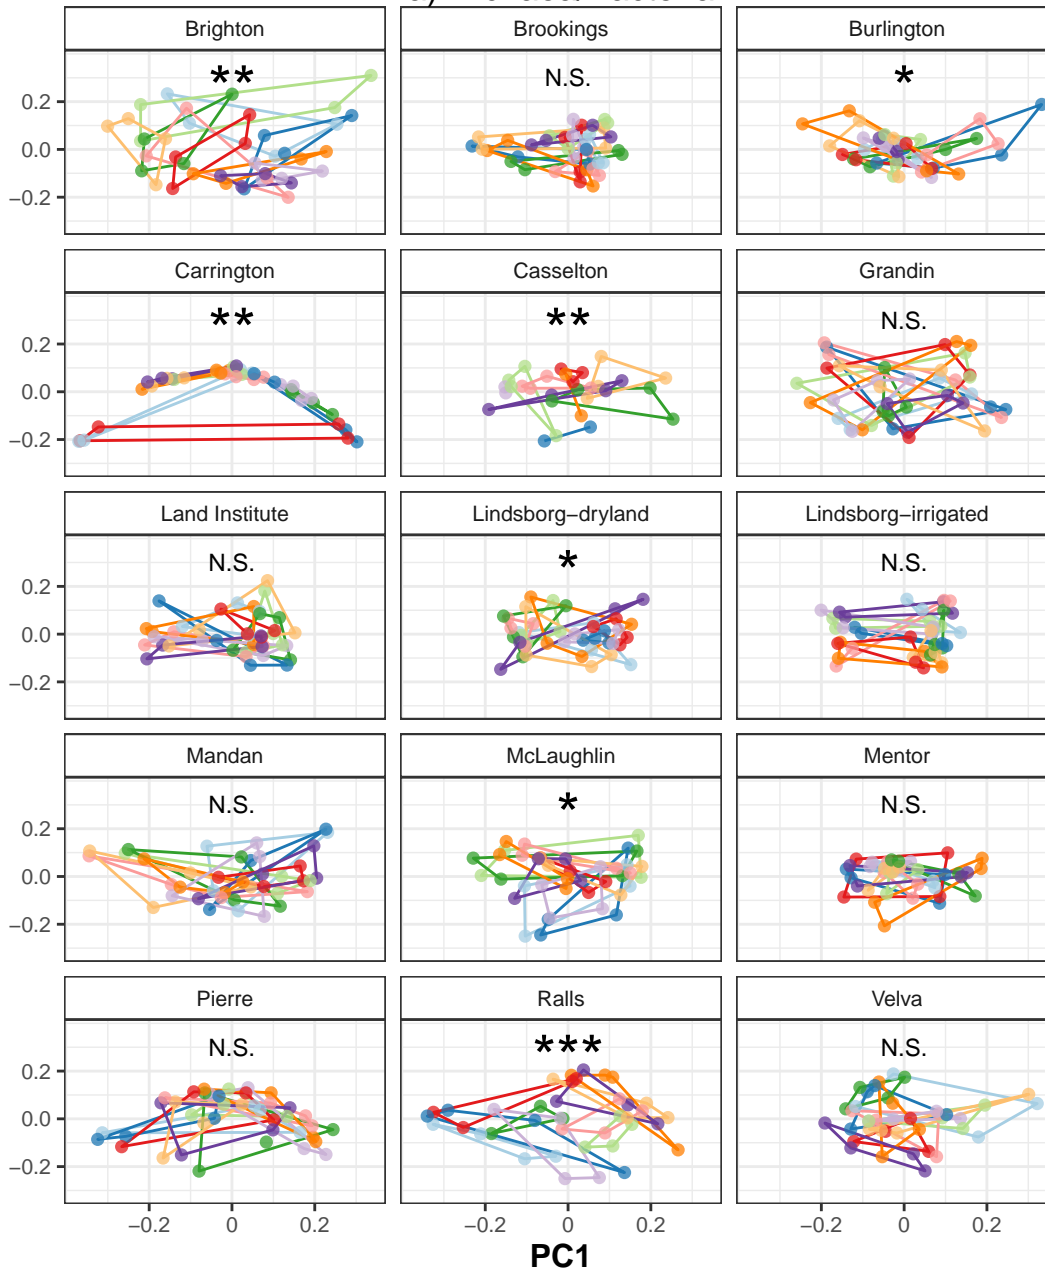 Brighton Brookings Burlington
** N.S. *
0.2
0.0
−0.2
Carrington Casselton Grandin
** ** N.S.
0.2
0.0
−0.2
Land Institute Lindsborg−dryland Lindsborg−irrigated
N.S. * N.S.
0.2
0.0
−0.2
Mandan McLaughlin Mentor
N.S. * N.S.
0.2
0.0
−0.2
Pierre Ralls Velva
N.S. *** N.S.
0.2
0.0
−0.2
−0.2 0 0.2 −0.2 0 0.2 −0.2 0 0.2
PC1